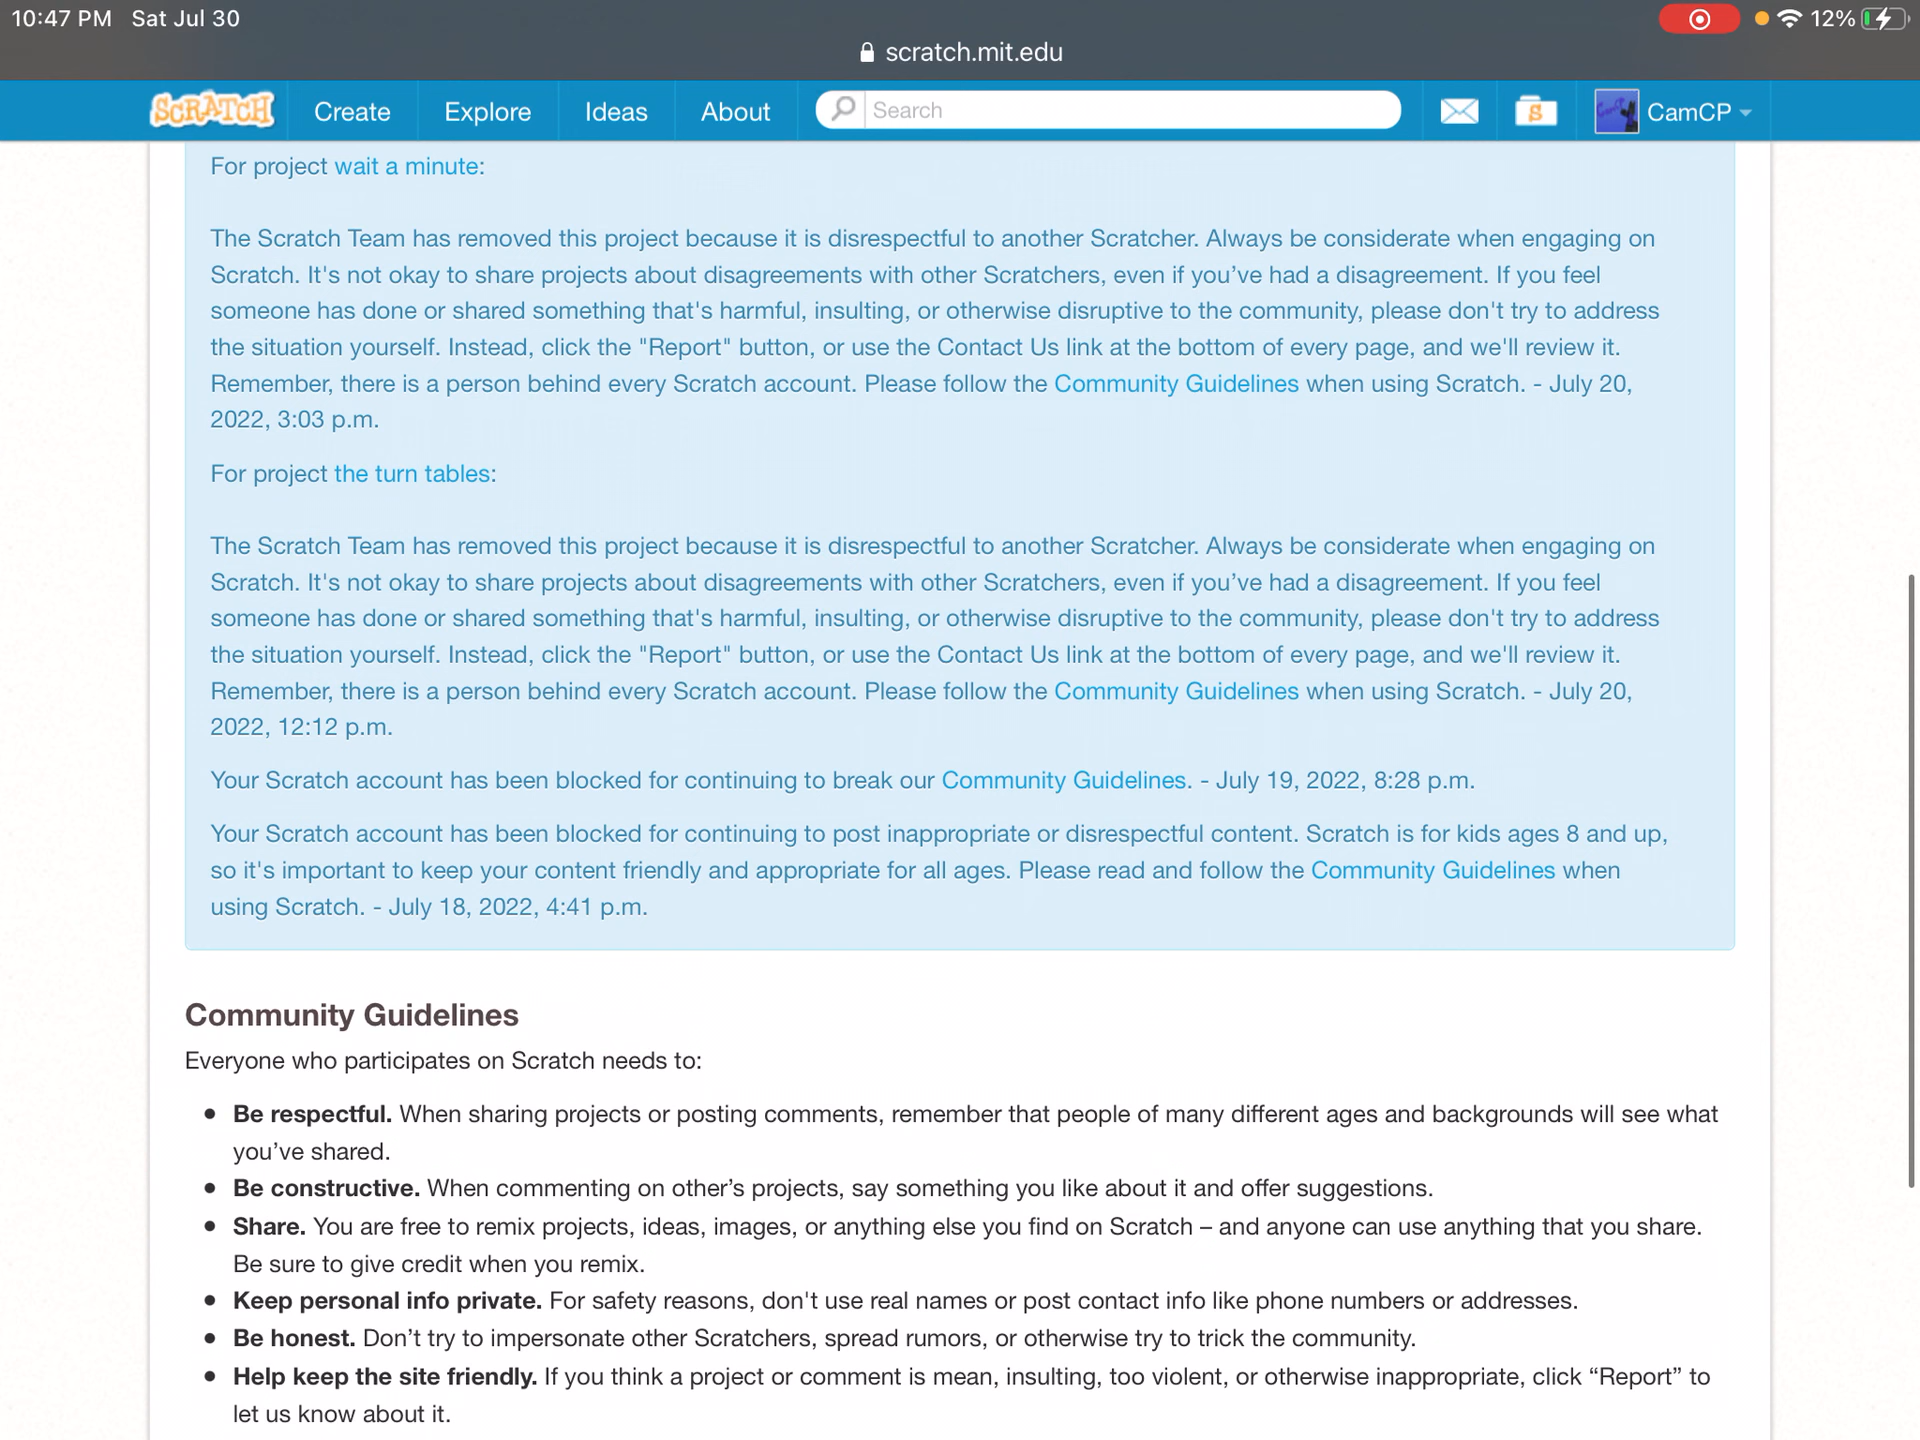 10:47 PM Sat Jul 30
12%
scratch.mit.edu
SCRATCH Create Explore Ideas About Search S CamCP
For project wait a minute:
The Scratch Team has removed this project because it is disrespectful to another Scratcher. Always be considerate when engaging on
Scratch. It's not okay to share projects about disagreements with other Scratchers, even if you’ve had a disagreement. If you feel
someone has done or shared something that's harmful, insulting, or otherwise disruptive to the community, please don't try to address
the situation yourself. Instead, click the "Report" button, or use the Contact Us link at the bottom of every page, and we'll review it.
Remember, there is a person behind every Scratch account. Please follow the Community Guidelines when using Scratch. - July 20,
2022, 3:03 p.m.
For project the turn tables:
The Scratch Team has removed this project because it is disrespectful to another Scratcher. Always be considerate when engaging on
Scratch. It's not okay to share projects about disagreements with other Scratchers, even if you’ve had a disagreement. If you feel
someone has done or shared something that's harmful, insulting, or otherwise disruptive to the community, please don't try to address
the situation yourself. Instead, click the "Report" button, or use the Contact Us link at the bottom of every page, and we'll review it.
Remember, there is a person behind every Scratch account. Please follow the Community Guidelines when using Scratch. - July 20,
2022, 12:12 p.m.
Your Scratch account has been blocked for continuing to break our Community Guidelines. - July 19, 2022, 8:28 p.m.
Your Scratch account has been blocked for continuing to post inappropriate or disrespectful content. Scratch is for kids ages 8 and up,
so it's important to keep your content friendly and appropriate for all ages. Please read and follow the Community Guidelines when
using Scratch. - July 18, 2022, 4:41 p.m.
Community Guidelines
Everyone who participates on Scratch needs to:
• Be respectful. When sharing projects or posting comments, remember that people of many different ages and backgrounds will see what
you’ve shared.
• Be constructive. When commenting on other’s projects, say something you like about it and offer suggestions.
• Share. You are free to remix projects, ideas, images, or anything else you find on Scratch – and anyone can use anything that you share.
Be sure to give credit when you remix.
• Keep personal info private. For safety reasons, don't use real names or post contact info like phone numbers or addresses.
• Be honest. Don’t try to impersonate other Scratchers, spread rumors, or otherwise try to trick the community.
• Help keep the site friendly. If you think a project or comment is mean, insulting, too violent, or otherwise inappropriate, click “Report” to
let us know about it.